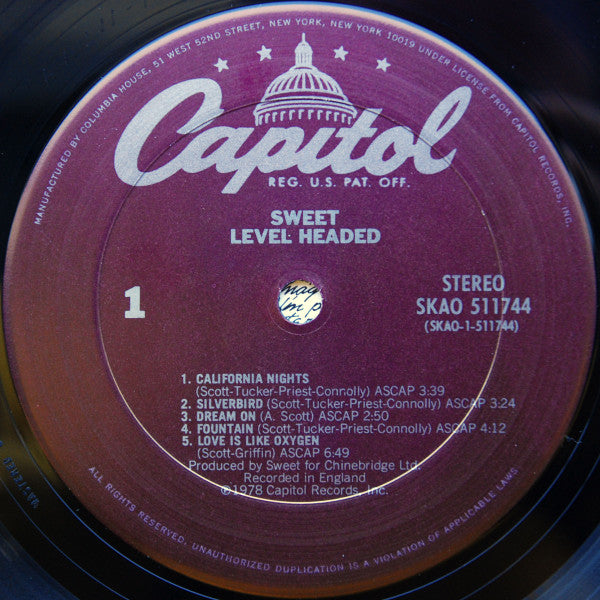 MANUFACTURED BY COLUMBIA HOUSE, 51 WEST 52ND STREET, NEW YORK, NEW YORK 10019 UNDER LICENSE FROM CAPITOL RECORDS, INC.
Capitol
REG. U.S. PAT. OFF.
SWEET
LEVEL HEADED
1
STEREO
SKAO 511744
(SKAO-1-511744)
mag
1. CALIFORNIA NIGHTS
(Scott-Tucker-Priest-Connolly) ASCAP 3:39
2. SILVERBIRD (Scott-Tucker-Priest-Connolly) ASCAP 3:24
3. DREAM ON (A. Scott) ASCAP 2:50
4. FOUNTAIN (Scott-Tucker-Priest-Connolly) ASCAP 4:12
5. LOVE IS LIKE OXYGEN
(Scott-Griffin) ASCAP 6:49
Produced by Sweet for Chinebridge Ltd.
Recorded in England
©1978 Capitol Records, Inc.
ALL RIGHTS RESERVED. UNAUTHORIZED DUPLICATION IS A VIOLATION OF APPLICABLE LAWS